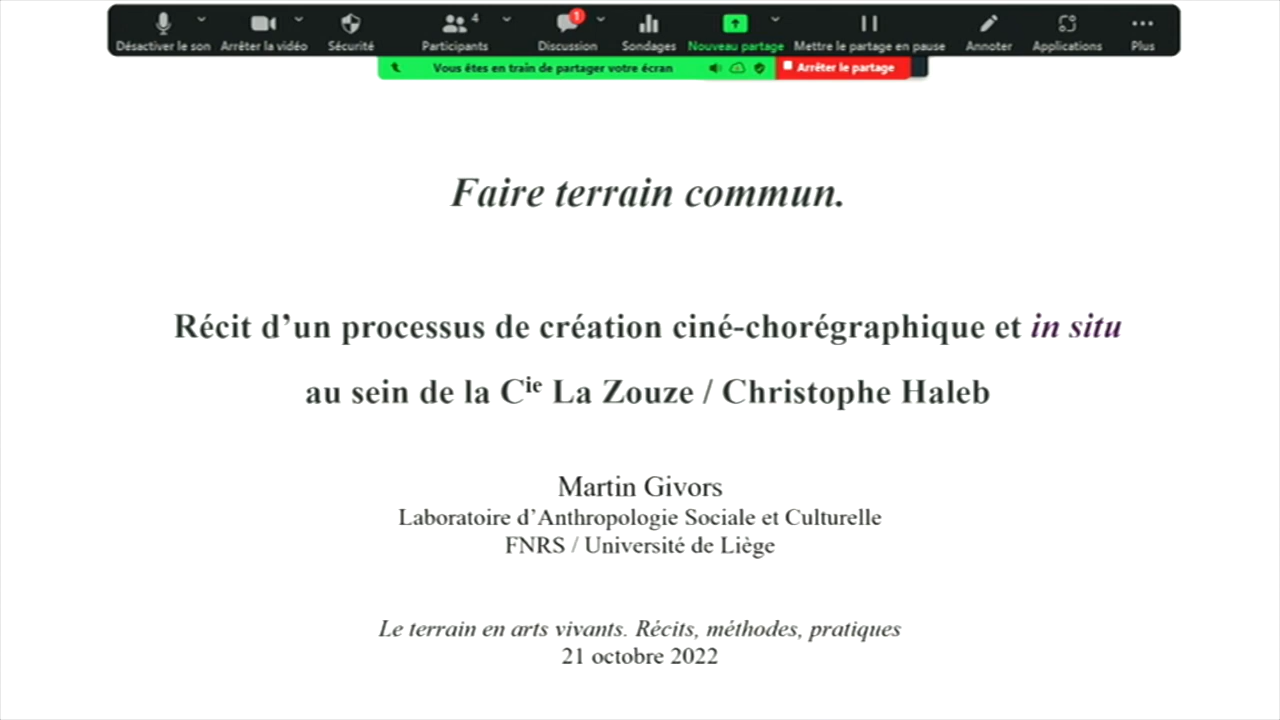 Désactiver le son Arrêter la vidéo Sécurité Participants 4 Discussion 1 Sondages Nouveau partage Mettre le partage en pause Annoter Applications Plus
Vous êtes en train de partager votre écran Arrêter le partage
Faire terrain commun.
Récit d’un processus de création ciné-chorégraphique et in situ
au sein de la Cie La Zouze / Christophe Haleb
Martin Givors
Laboratoire d’Anthropologie Sociale et Culturelle
FNRS / Université de Liège
Le terrain en arts vivants. Récits, méthodes, pratiques
21 octobre 2022